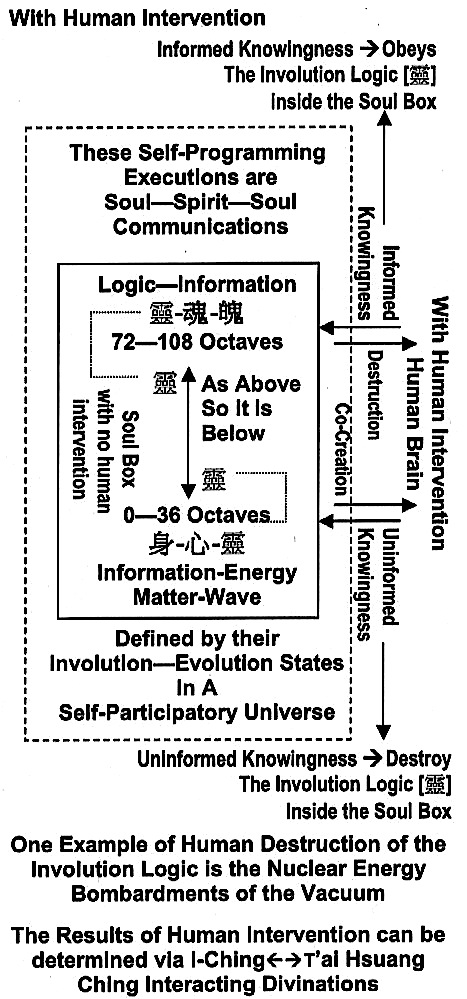 With Human Intervention
Informed Knowingness → Obeys
The Involution Logic [靈]
Inside the Soul Box
These Self-Programming
Executions are
Soul—Spirit—Soul
Communications
Logic—Information
靈-魂-魄
72—108 Octaves
靈
As Above
So It Is
Below
Soul Box
with no human
intervention
靈
0—36 Octaves
身-心-靈
Information-Energy
Matter-Wave
Defined by their
Involution—Evolution States
In A
Self-Participatory Universe
Informed
Knowingness
Destruction
Co-Creation
Uninformed
Knowingness
With Human Intervention
Human Brain
Uninformed Knowingness → Destroy
The Involution Logic [靈]
Inside the Soul Box
One Example of Human Destruction of the
Involution Logic is the Nuclear Energy
Bombardments of the Vacuum
The Results of Human Intervention can be
determined via I-Ching←→T'ai Hsuang
Ching Interacting Divinations